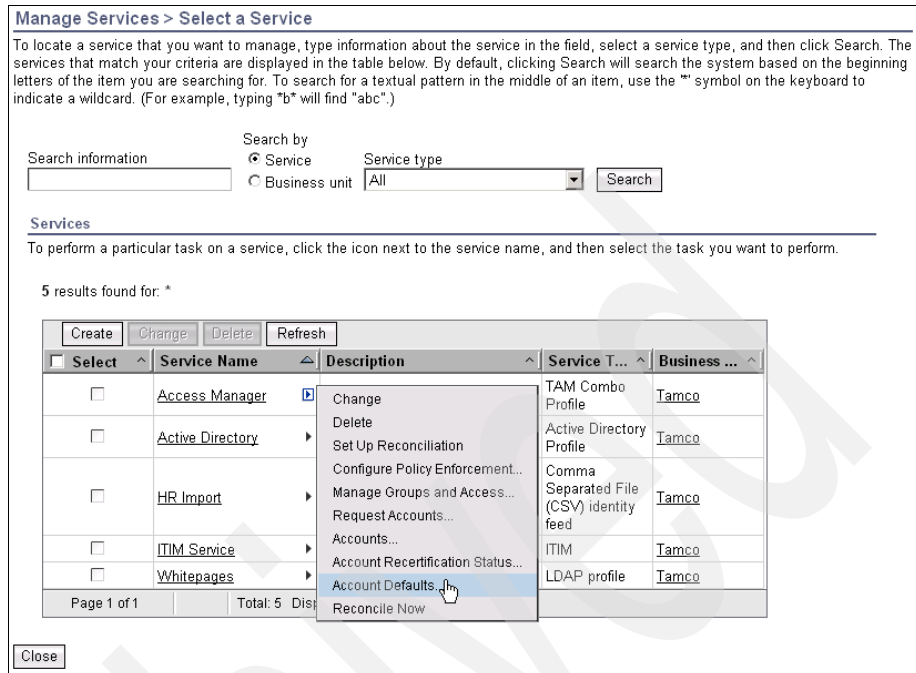 Manage Services > Select a Service
To locate a service that you want to manage, type information about the service in the field, select a service type, and then click Search. The
services that match your criteria are displayed in the table below. By default, clicking Search will search the system based on the beginning
letters of the item you are searching for. To search for a textual pattern in the middle of an item, use the '*' symbol on the keyboard to
indicate a wildcard. (For example, typing *b* will find "abc".)
Search by
Search information
Service
Service type
Business unit
All
Search
Services
To perform a particular task on a service, click the icon next to the service name, and then select the task you want to perform.
5 results found for: *
Create Change Delete Refresh
Select Service Name Description Service T... Business ...
Access Manager
TAM Combo
Profile
Tamco
Active Directory
Active Directory
Profile
Tamco
HR Import
Comma
Separated File
(CSV) identity
feed
Tamco
ITIM Service
ITIM
Tamco
Whitepages
LDAP profile
Tamco
Change
Delete
Set Up Reconciliation
Configure Policy Enforcement...
Manage Groups and Access...
Request Accounts...
Accounts...
Account Recertification Status...
Account Defaults...
Reconcile Now
Page 1 of 1 Total: 5
Close